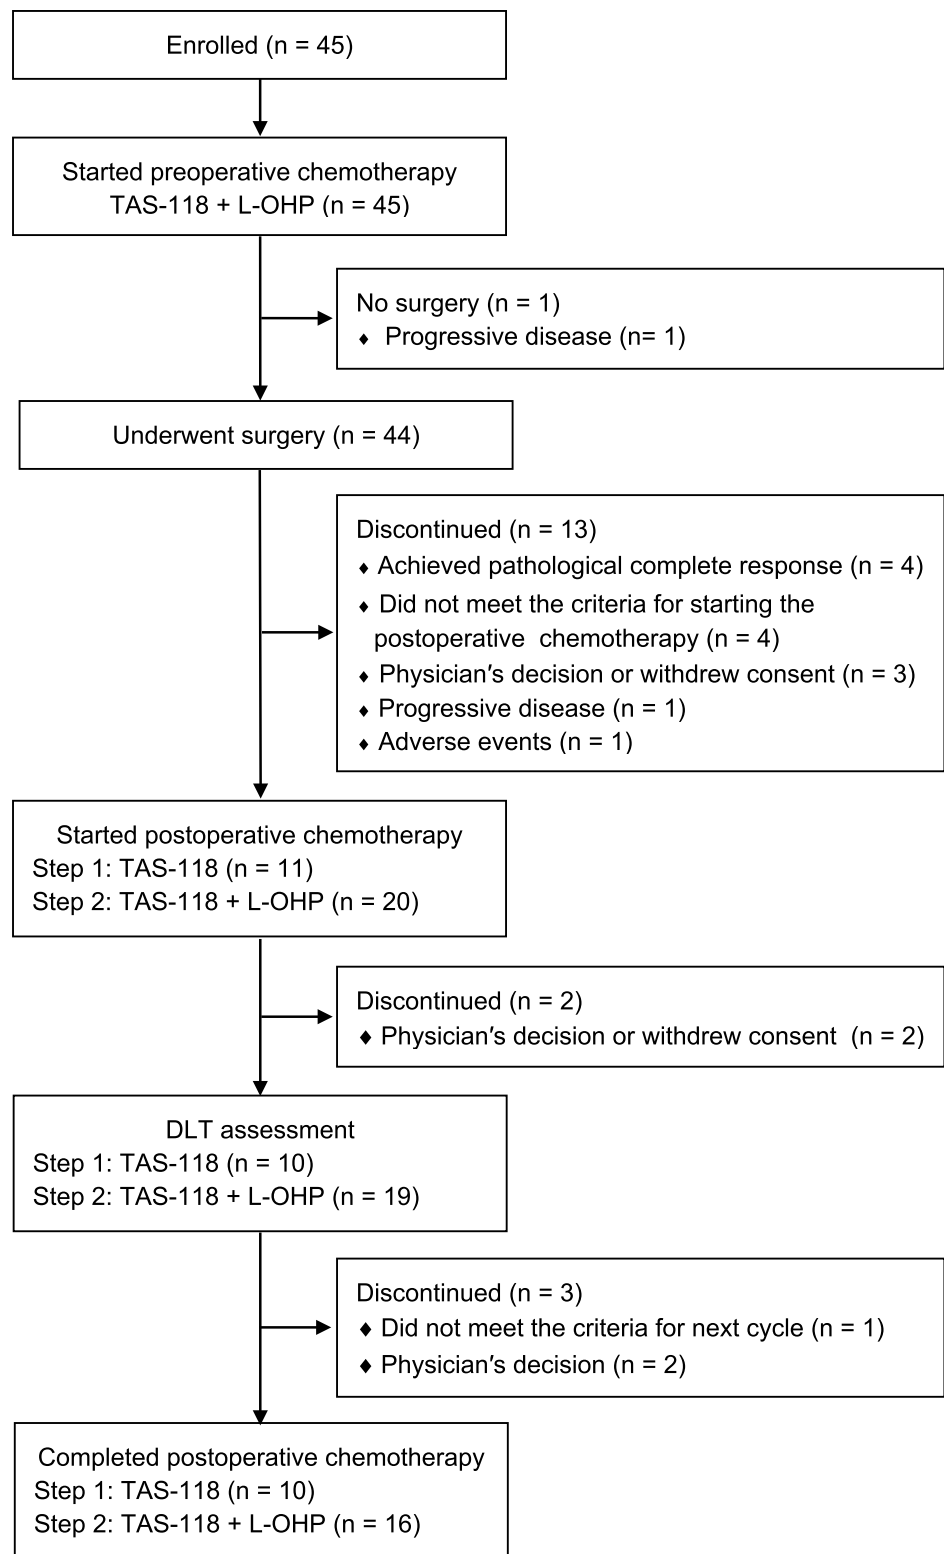 Enrolled (n = 45)
Started preoperative chemotherapy
TAS-118 + L-OHP (n = 45)
No surgery (n = 1)
♦ Progressive disease (n= 1)
Underwent surgery (n = 44)
Discontinued (n = 13)
♦ Achieved pathological complete response (n = 4)
♦ Did not meet the criteria for starting the
postoperative chemotherapy (n = 4)
♦ Physician's decision or withdrew consent (n = 3)
♦ Progressive disease (n = 1)
♦ Adverse events (n = 1)
Started postoperative chemotherapy
Step 1: TAS-118 (n = 11)
Step 2: TAS-118 + L-OHP (n = 20)
Discontinued (n = 2)
♦ Physician's decision or withdrew consent (n = 2)
DLT assessment
Step 1: TAS-118 (n = 10)
Step 2: TAS-118 + L-OHP (n = 19)
Discontinued (n = 3)
♦ Did not meet the criteria for next cycle (n = 1)
♦ Physician's decision (n = 2)
Completed postoperative chemotherapy
Step 1: TAS-118 (n = 10)
Step 2: TAS-118 + L-OHP (n = 16)